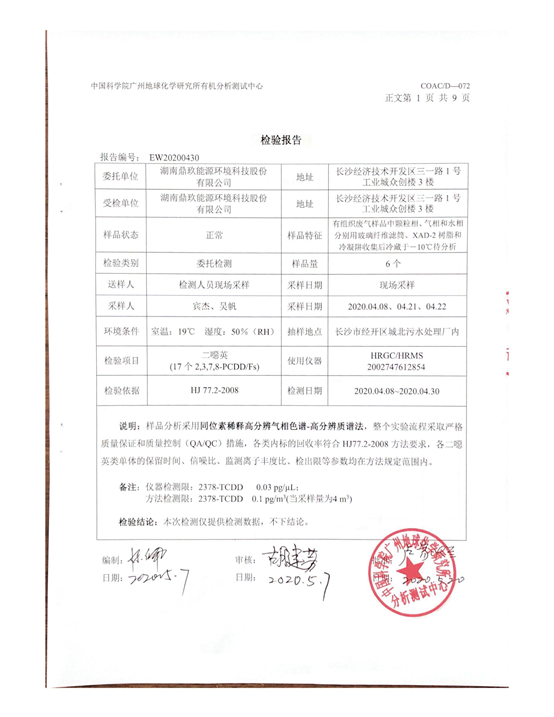 中国科学院广州地球化学研究所有机分析测试中心 COAC/D—072
正文第 1 页 共 9 页
检验报告
报告编号： EW20200430
委托单位 湖南鼎玖能源环境科技股份有限公司 地址 长沙经济技术开发区三一路 1 号工业城众创楼 3 楼
受检单位 湖南鼎玖能源环境科技股份有限公司 地址 长沙经济技术开发区三一路 1 号工业城众创楼 3 楼
样品状态 正常 样品特征 有组织废气样品中颗粒相、气相和水相分别用玻璃纤维滤筒、XAD-2 树脂和冷凝阱收集后冷藏于－10℃待分析
检验类别 委托检测 样品量 6 个
送样人 检测人员现场采样 采样日期 现场采样
采样人 宾杰、吴帆 采样日期 2020.04.08、04.21、04.22
环境条件 室温：19℃ 湿度：50%（RH） 抽样地点 长沙市经开区城北污水处理厂内
检验项目 二噁英 (17 个 2,3,7,8-PCDD/Fs) 使用仪器 HRGC/HRMS 2002747612854
检验依据 HJ 77.2-2008 检测日期 2020.04.08~2020.04.30
说明：样品分析采用同位素稀释高分辨气相色谱-高分辨质谱法，整个实验流程采取严格
质量保证和质量控制（QA/QC）措施，各类内标的回收率符合 HJ77.2-2008 方法要求，各二噁
英类单体的保留时间、信噪比、监测离子丰度比、检出限等参数均在方法规定范围内。
备注：仪器检测限：2378-TCDD 0.03 pg/μL；
方法检测限：2378-TCDD 0.1 pg/m³(当采样量为4 m³)
检验结论：本次检测仅提供检测数据，不下结论。
编制： 审核： 胡建芳
日期：2020.5.7 日期： 2020.5.7 2020.5.20
中国科学院广州地球化学研究所
分析测试中心